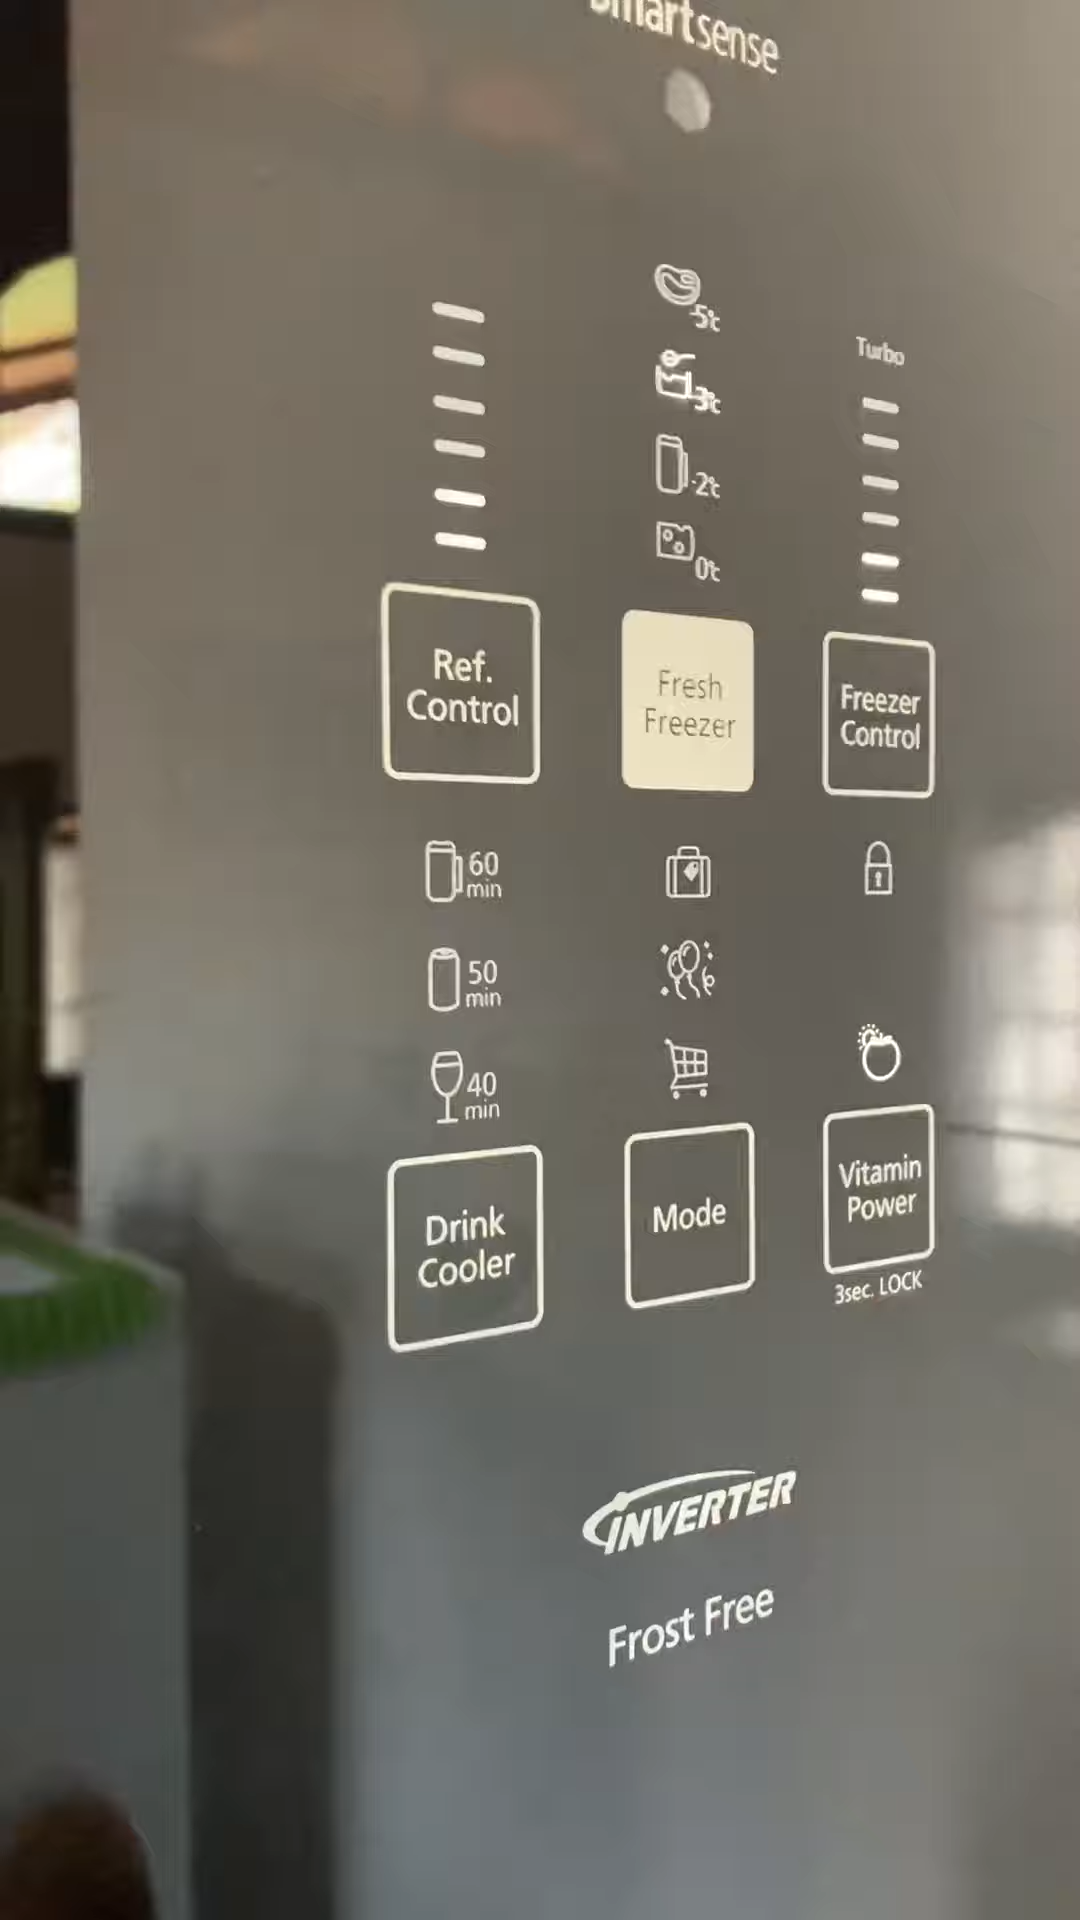 smartsense
-5℃
-3℃
-2℃
0℃
Turbo
Ref.
Control
Fresh
Freezer
Freezer
Control
60
min
50
min
40
min
Drink
Cooler
Mode
Vitamin
Power
3sec. LOCK
INVERTER
Frost Free